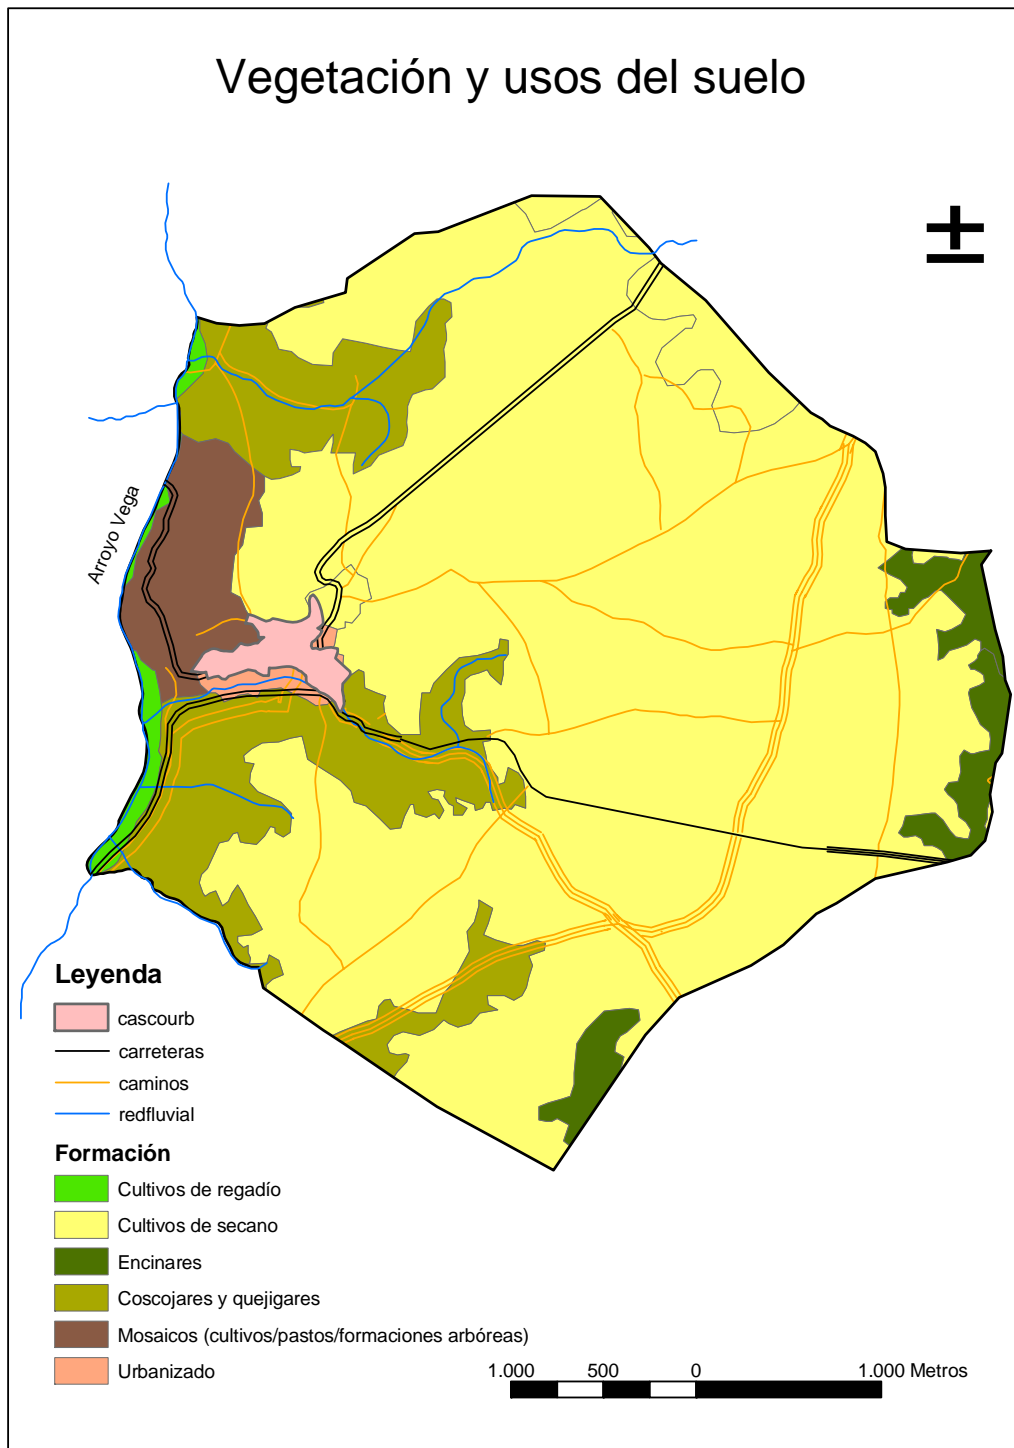 Vegetación y usos del suelo
Arroyo Vega
Leyenda
cascourb
carreteras
caminos
redfluvial
Formación
Cultivos de regadío
Cultivos de secano
Encinares
Coscojares y quejigares
Mosaicos (cultivos/pastos/formaciones arbóreas)
Urbanizado
1.000 500 0 1.000 Metros